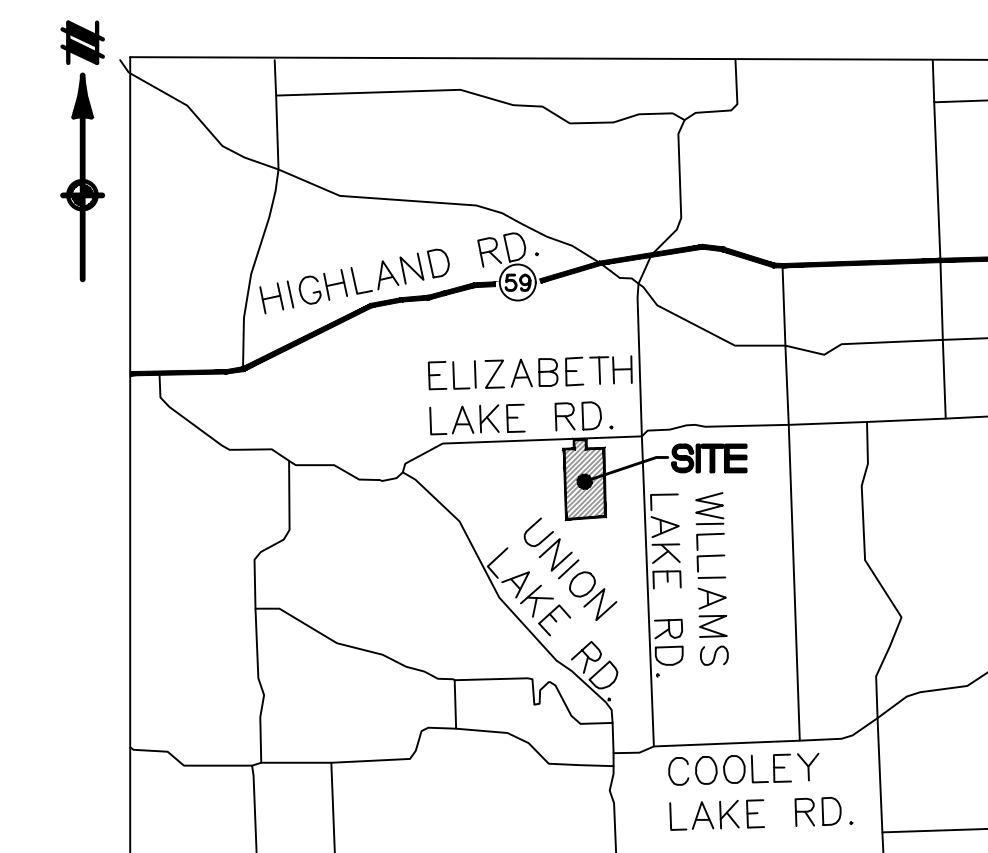 N
HIGHLAND RD.
59
ELIZABETH
LAKE RD.
SITE
UNION
LAKE RD.
WILLIAMS
LAKE RD.
COOLEY
LAKE RD.